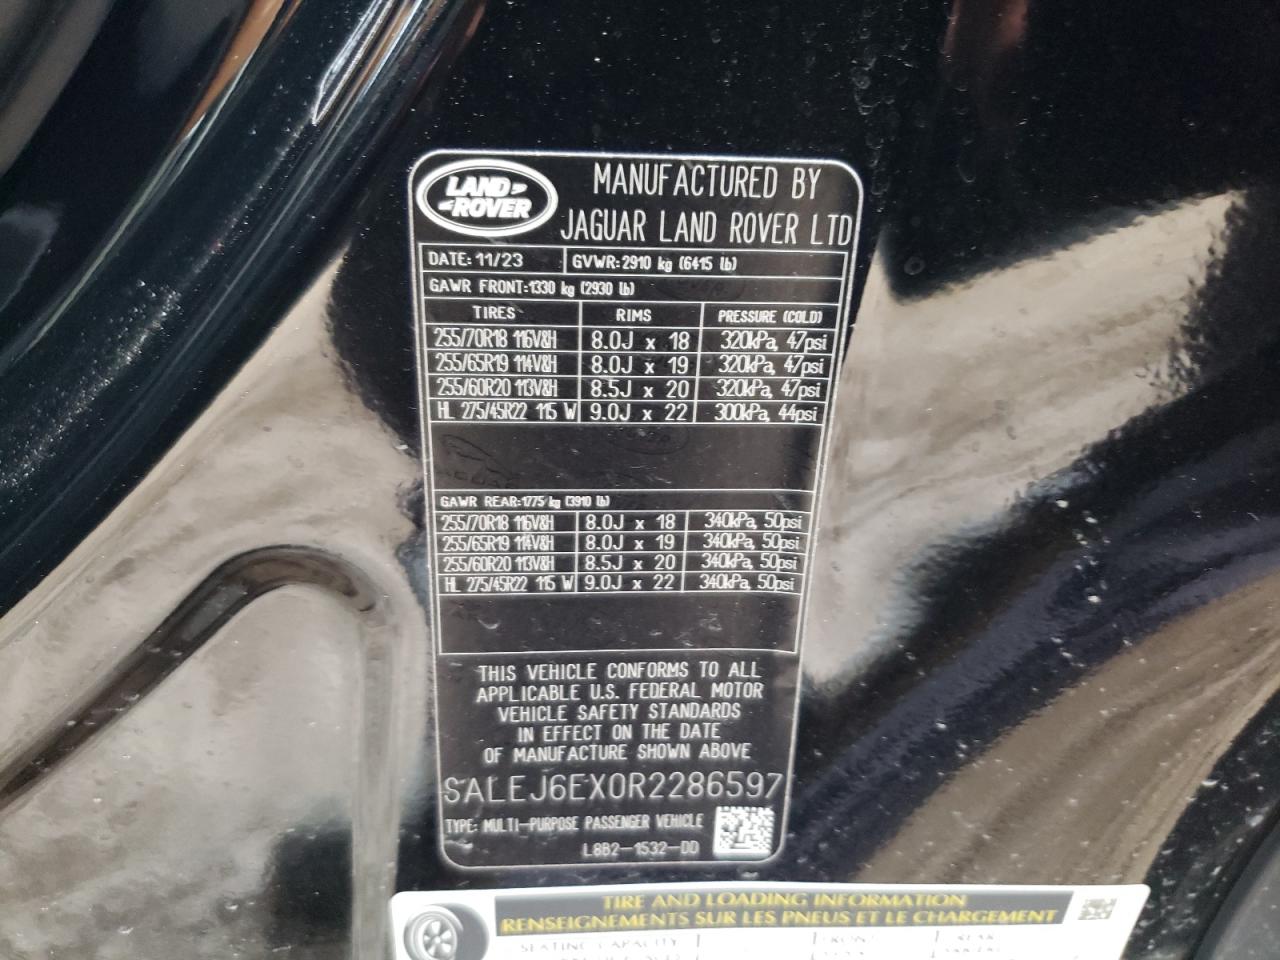 LAND ROVER
MANUFACTURED BY
JAGUAR LAND ROVER LTD
DATE: 11/23 GVWR:2910 kg (6415 lb)
GAWR FRONT:1330 kg (2930 lb)
TIRES RIMS PRESSURE (COLD)
255/70R18 116V&H 8.0J x 18 320kPa, 47psi
255/65R19 114V&H 8.0J x 19 320kPa, 47psi
255/60R20 113V&H 8.5J x 20 320kPa, 47psi
HL 275/45R22 115 W 9.0J x 22 300kPa, 44psi
GAWR REAR:1775 kg (3910 lb)
255/70R18 116V&H 8.0J x 18 340kPa, 50psi
255/65R19 114V&H 8.0J x 19 340kPa, 50psi
255/60R20 113V&H 8.5J x 20 340kPa, 50psi
HL 275/45R22 115 W 9.0J x 22 340kPa, 50psi
THIS VEHICLE CONFORMS TO ALL
APPLICABLE U.S. FEDERAL MOTOR
VEHICLE SAFETY STANDARDS
IN EFFECT ON THE DATE
OF MANUFACTURE SHOWN ABOVE
SALEJ6EX0R2286597
TYPE: MULTI-PURPOSE PASSENGER VEHICLE
L8B2-1532-DD
TIRE AND LOADING INFORMATION
RENSEIGNEMENTS SUR LES PNEUS ET LE CHARGEMENT
SEATING CAPACITY FRONT REAR